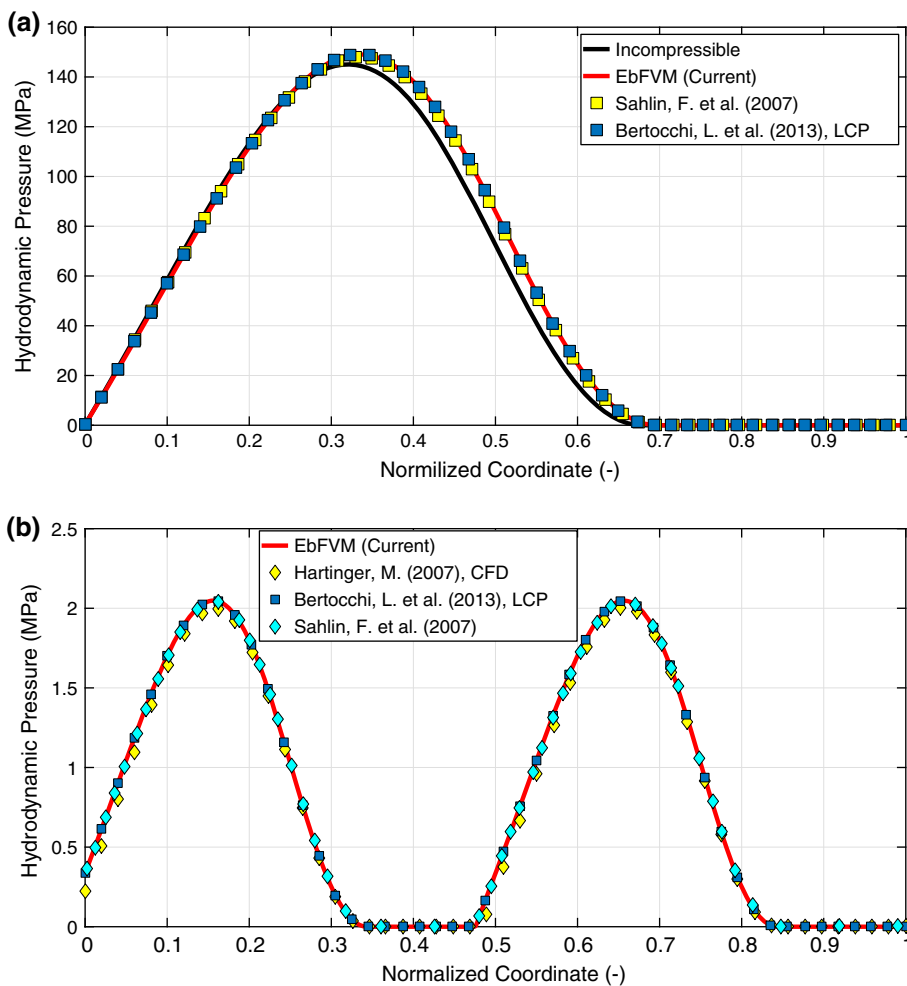 (a)
160
140
120
100
80
60
40
20
0
Hydrodynamic Pressure (MPa)
Incompressible
EbFVM (Current)
Sahlin, F. et al. (2007)
Bertocchi, L. et al. (2013), LCP
0 0.1 0.2 0.3 0.4 0.5 0.6 0.7 0.8 0.9 1
Normilized Coordinate (-)
(b)
2.5
2
1.5
1
0.5
0
Hydrodynamic Pressure (MPa)
EbFVM (Current)
Hartinger, M. (2007), CFD
Bertocchi, L. et al. (2013), LCP
Sahlin, F. et al. (2007)
0 0.1 0.2 0.3 0.4 0.5 0.6 0.7 0.8 0.9 1
Normalized Coordinate (-)